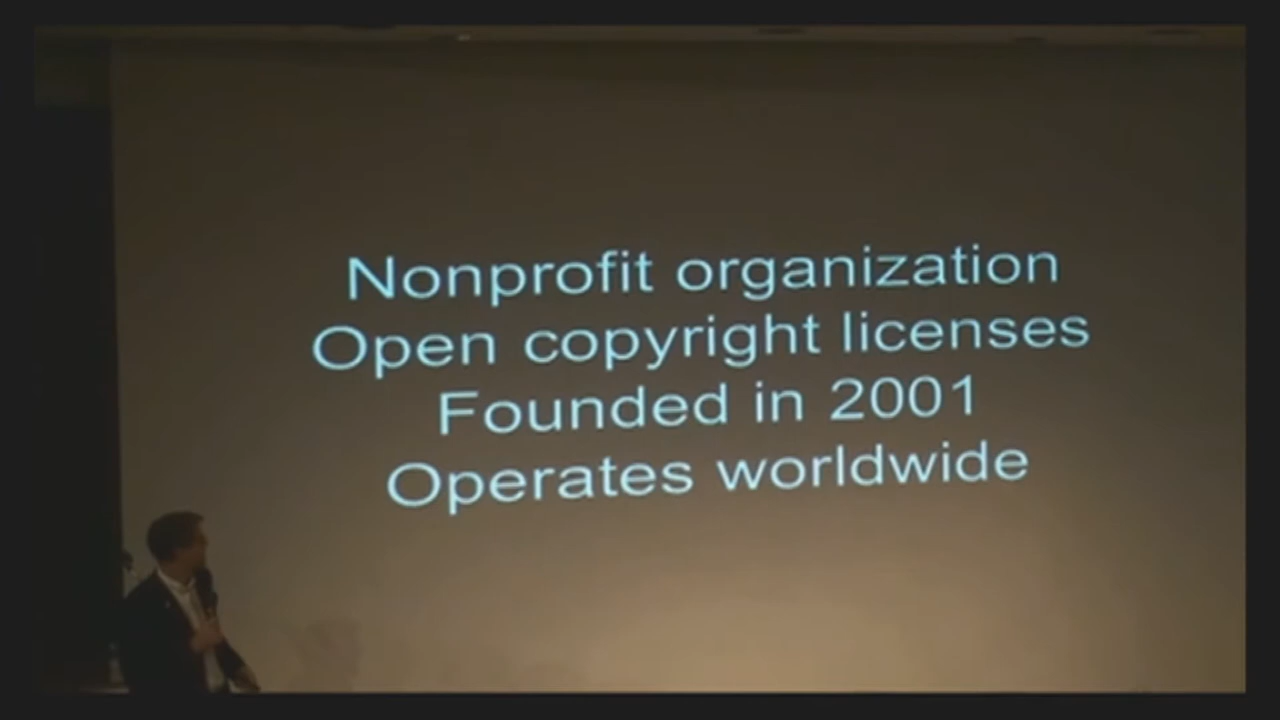 Nonprofit organization
Open copyright licenses
Founded in 2001
Operates worldwide